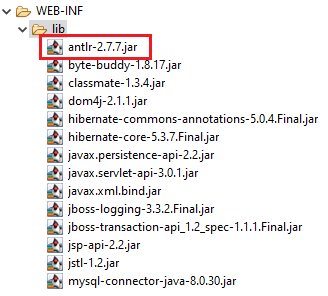 WEB-INF
lib
antlr-2.7.7.jar
byte-buddy-1.8.17.jar
classmate-1.3.4.jar
dom4j-2.1.1.jar
hibernate-commons-annotations-5.0.4.Final.jar
hibernate-core-5.3.7.Final.jar
javax.persistence-api-2.2.jar
javax.servlet-api-3.0.1.jar
javax.xml.bind.jar
jboss-logging-3.3.2.Final.jar
jboss-transaction-api_1.2_spec-1.1.1.Final.jar
jsp-api-2.2.jar
jstl-1.2.jar
mysql-connector-java-8.0.30.jar